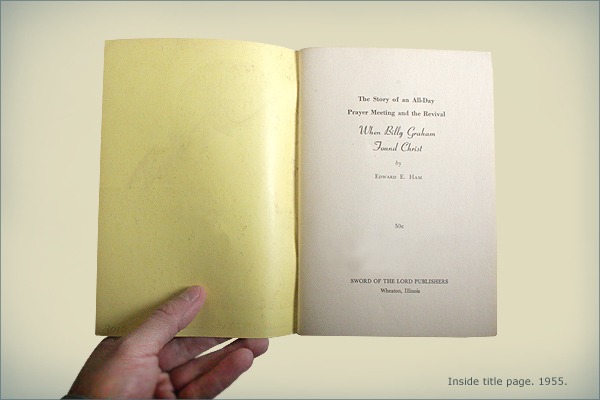 The Story of an All-Day
Prayer Meeting and the Revival
When Billy Graham
Found Christ
by
EDWARD E. HAM
50c
SWORD OF THE LORD PUBLISHERS
Wheaton, Illinois
Inside title page. 1955.